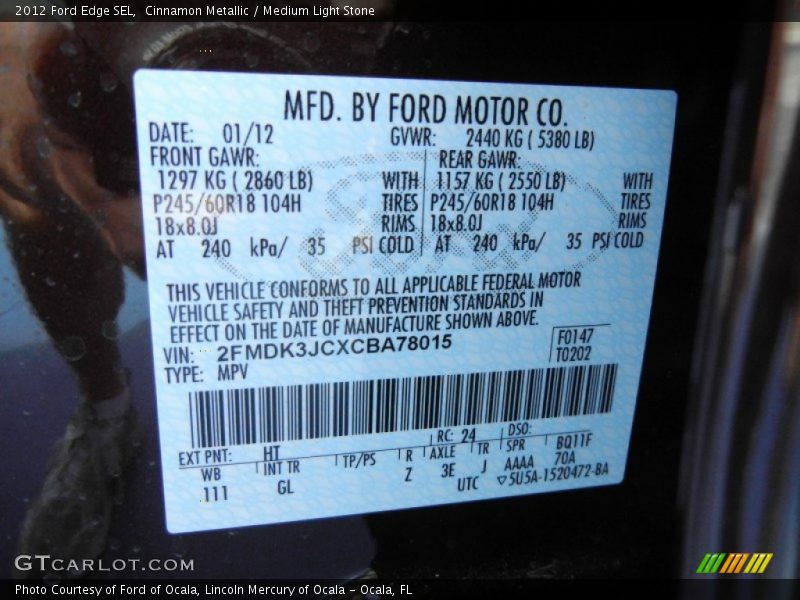 2012 Ford Edge SEL, Cinnamon Metallic / Medium Light Stone
MFD. BY FORD MOTOR CO.
DATE: 01/12 GVWR: 2440 KG ( 5380 LB)
FRONT GAWR: REAR GAWR:
1297 KG ( 2860 LB) WITH 1157 KG ( 2550 LB) WITH
P245/60R18 104H TIRES P245/60R18 104H TIRES
18x8.0J RIMS 18x8.0J RIMS
AT 240 kPa/ 35 PSI COLD AT 240 kPa/ 35 PSI COLD
THIS VEHICLE CONFORMS TO ALL APPLICABLE FEDERAL MOTOR
VEHICLE SAFETY AND THEFT PREVENTION STANDARDS IN
EFFECT ON THE DATE OF MANUFACTURE SHOWN ABOVE.
VIN: 2FMDK3JCXCBA78015 F0147
TYPE: MPV T0202
EXT PNT: HT RC: 24 DSO:
WB INT TR TP/PS R AXLE TR SPR BQ11F
111 GL Z 3E J AAAA 70A
UTC ▽5U5A-1520472-BA
GTCARLOT.COM
Photo Courtesy of Ford of Ocala, Lincoln Mercury of Ocala - Ocala, FL